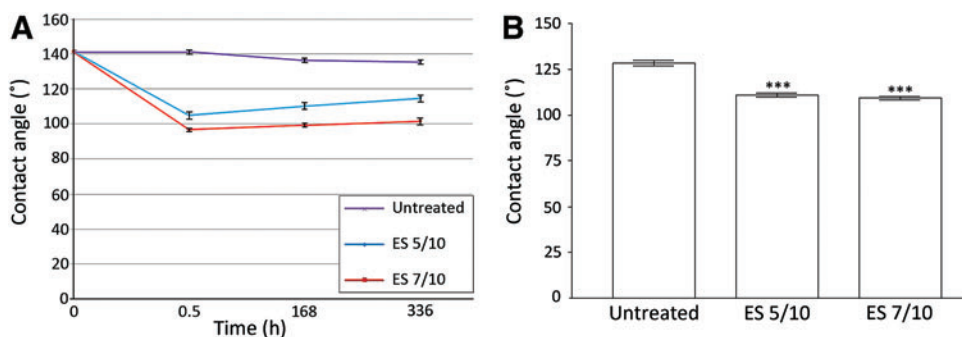 A
Contact angle (°)
160
140
120
100
80
60
40
20
0
0
0.5
168
336
Time (h)
Untreated
ES 5/10
ES 7/10
B
Contact angle (°)
150
125
100
75
50
25
0
***
***
Untreated
ES 5/10
ES 7/10